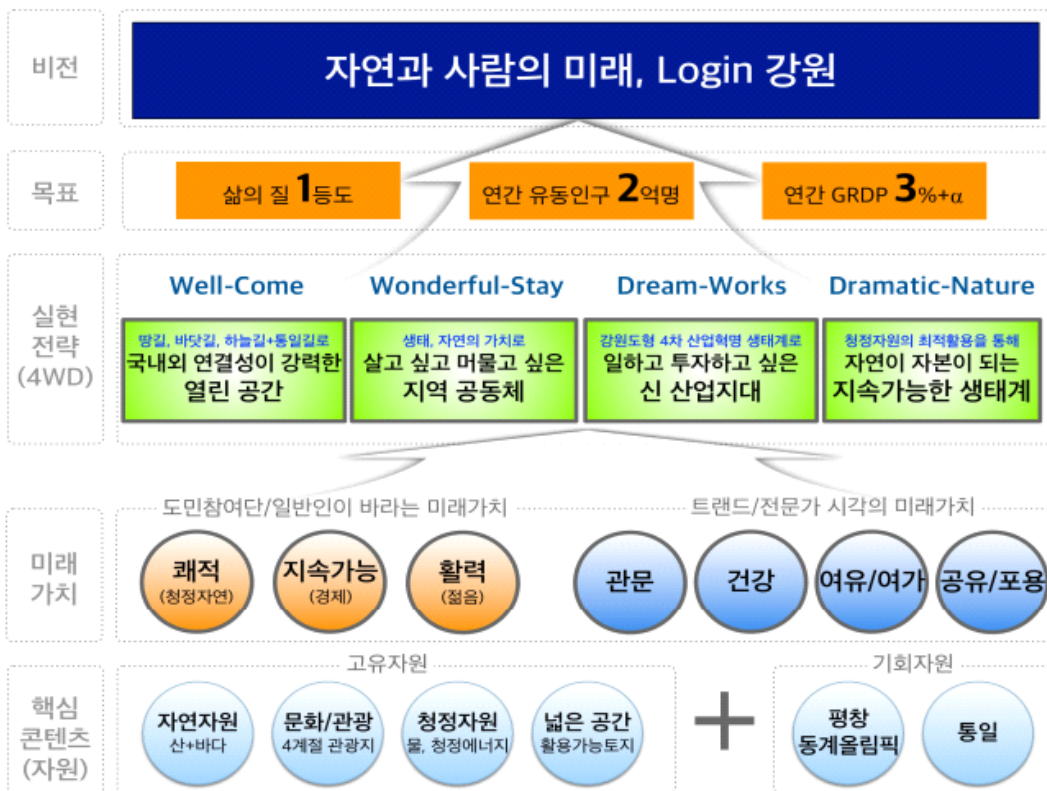 비전
자연과 사람의 미래, Login 강원
목표
삶의 질 1등도
연간 유동인구 2억명
연간 GRDP 3%+α
실현
전략
(4WD)
Well-Come
땅길, 바닷길, 하늘길+통일길로
국내외 연결성이 강력한
열린 공간
Wonderful-Stay
생태, 자연의 가치로
살고 싶고 머물고 싶은
지역 공동체
Dream-Works
강원도형 4차 산업혁명 생태계로
일하고 투자하고 싶은
신 산업지대
Dramatic-Nature
청정자원의 최적활용을 통해
자연이 자본이 되는
지속가능한 생태계
미래
가치
도민참여단/일반인이 바라는 미래가치
쾌적
(청정자연)
지속가능
(경제)
활력
(젊음)
트랜드/전문가 시각의 미래가치
관문
건강
여유/여가
공유/포용
핵심
콘텐츠
(자원)
고유자원
자연자원
산+바다
문화/관광
4계절 관광지
청정자원
물, 청정에너지
넓은 공간
활용가능토지
+
기회자원
평창
동계올림픽
통일